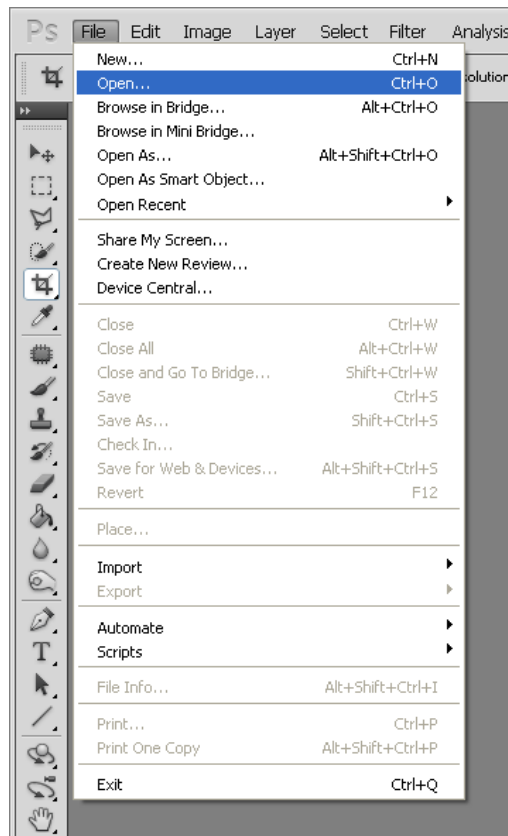 Ps File Edit Image Layer Select Filter Analysis
New... Ctrl+N
Open... Ctrl+O
Browse in Bridge... Alt+Ctrl+O
Browse in Mini Bridge...
Open As... Alt+Shift+Ctrl+O
Open As Smart Object...
Open Recent
Share My Screen...
Create New Review...
Device Central...
Close Ctrl+W
Close All Alt+Ctrl+W
Close and Go To Bridge... Shift+Ctrl+W
Save Ctrl+S
Save As... Shift+Ctrl+S
Check In...
Save for Web & Devices... Alt+Shift+Ctrl+S
Revert F12
Place...
Import
Export
Automate
Scripts
File Info... Alt+Shift+Ctrl+I
Print... Ctrl+P
Print One Copy Alt+Shift+Ctrl+P
Exit Ctrl+Q